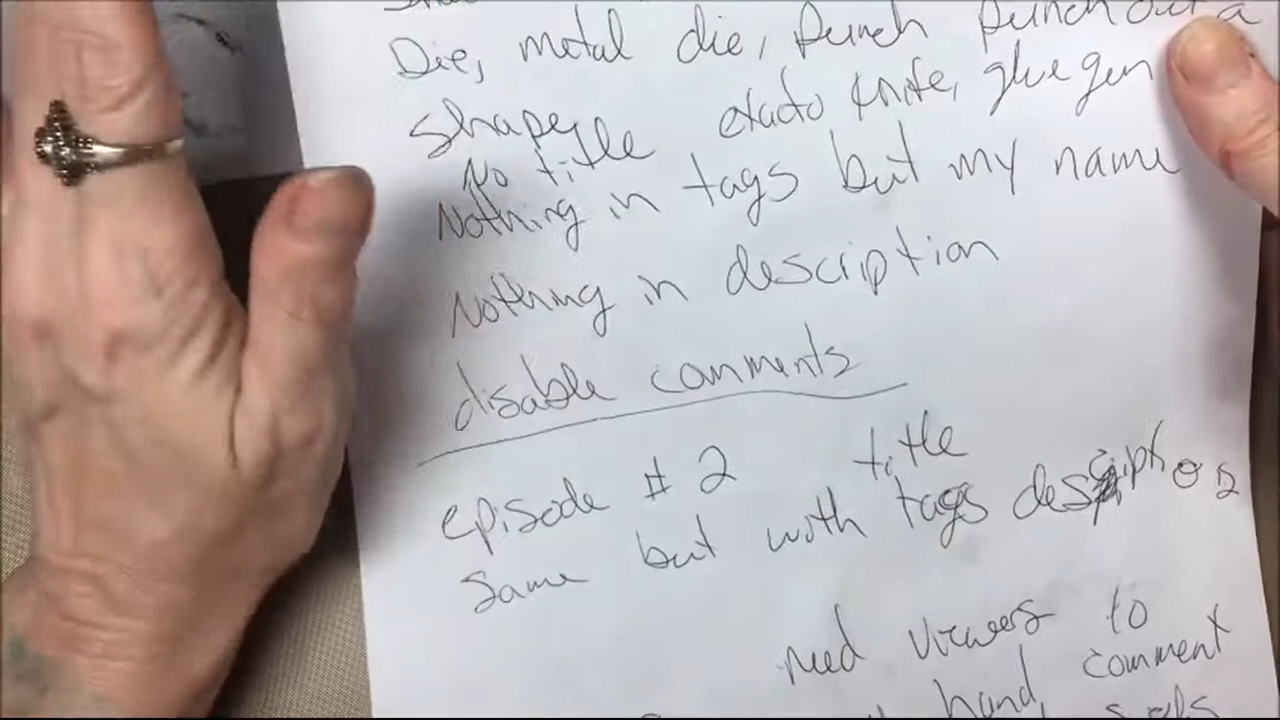 Die, metal die, Punch Punch out a
shape exacto knife, glue gun
No title
Nothing in tags but my name
Nothing in description
disable comments
episode # 2 title
same but with tags description
need viewers to
hand, comment